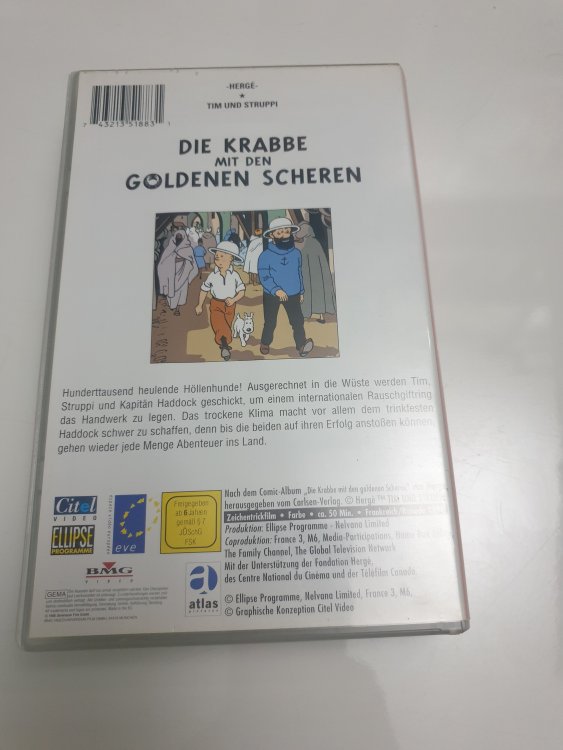 -HERGÉ-
TIM UND STRUPPI
7 43213 51883 1
DIE KRABBE
MIT DEN
GOLDENEN SCHEREN
Hunderttausend heulende Höllenhunde! Ausgerechnet in die Wüste werden Tim,
Struppi und Kapitän Haddock geschickt, um einem internationalen Rauschgiftring
das Handwerk zu legen. Das trockene Klima macht vor allem dem trinkfesten
Haddock schwer zu schaffen, denn bis die beiden auf ihren Erfolg anstoßen können,
gehen wieder jede Menge Abenteuer ins Land.
Citel
VIDEO
ELLIPSE
PROGRAMME
eve
Freigegeben
ab 6 Jahren
gemäß § 7
JÖSchG
FSK
BMG
VIDEO
GEMA
atlas
Nach dem Comic-Album „Die Krabbe mit den goldenen Scheren"
herausgegeben vom Carlsen-Verlag. © Hergé
Zeichentrickfilm • Farbe • ca. 50 Min. •
Produktion: Ellipse Programme - Nelvana Limited
Coproduktion: France 3, M6, Media-Participations,
The Family Channel, The Global Television Network
Mit der Unterstützung der Fondation Herge,
des Centre National du Cinéma und der Téléfilm Canada.
© Ellipse Programme, Nelvana Limited, France 3, M6,
© Graphische Konzeption Citel Video